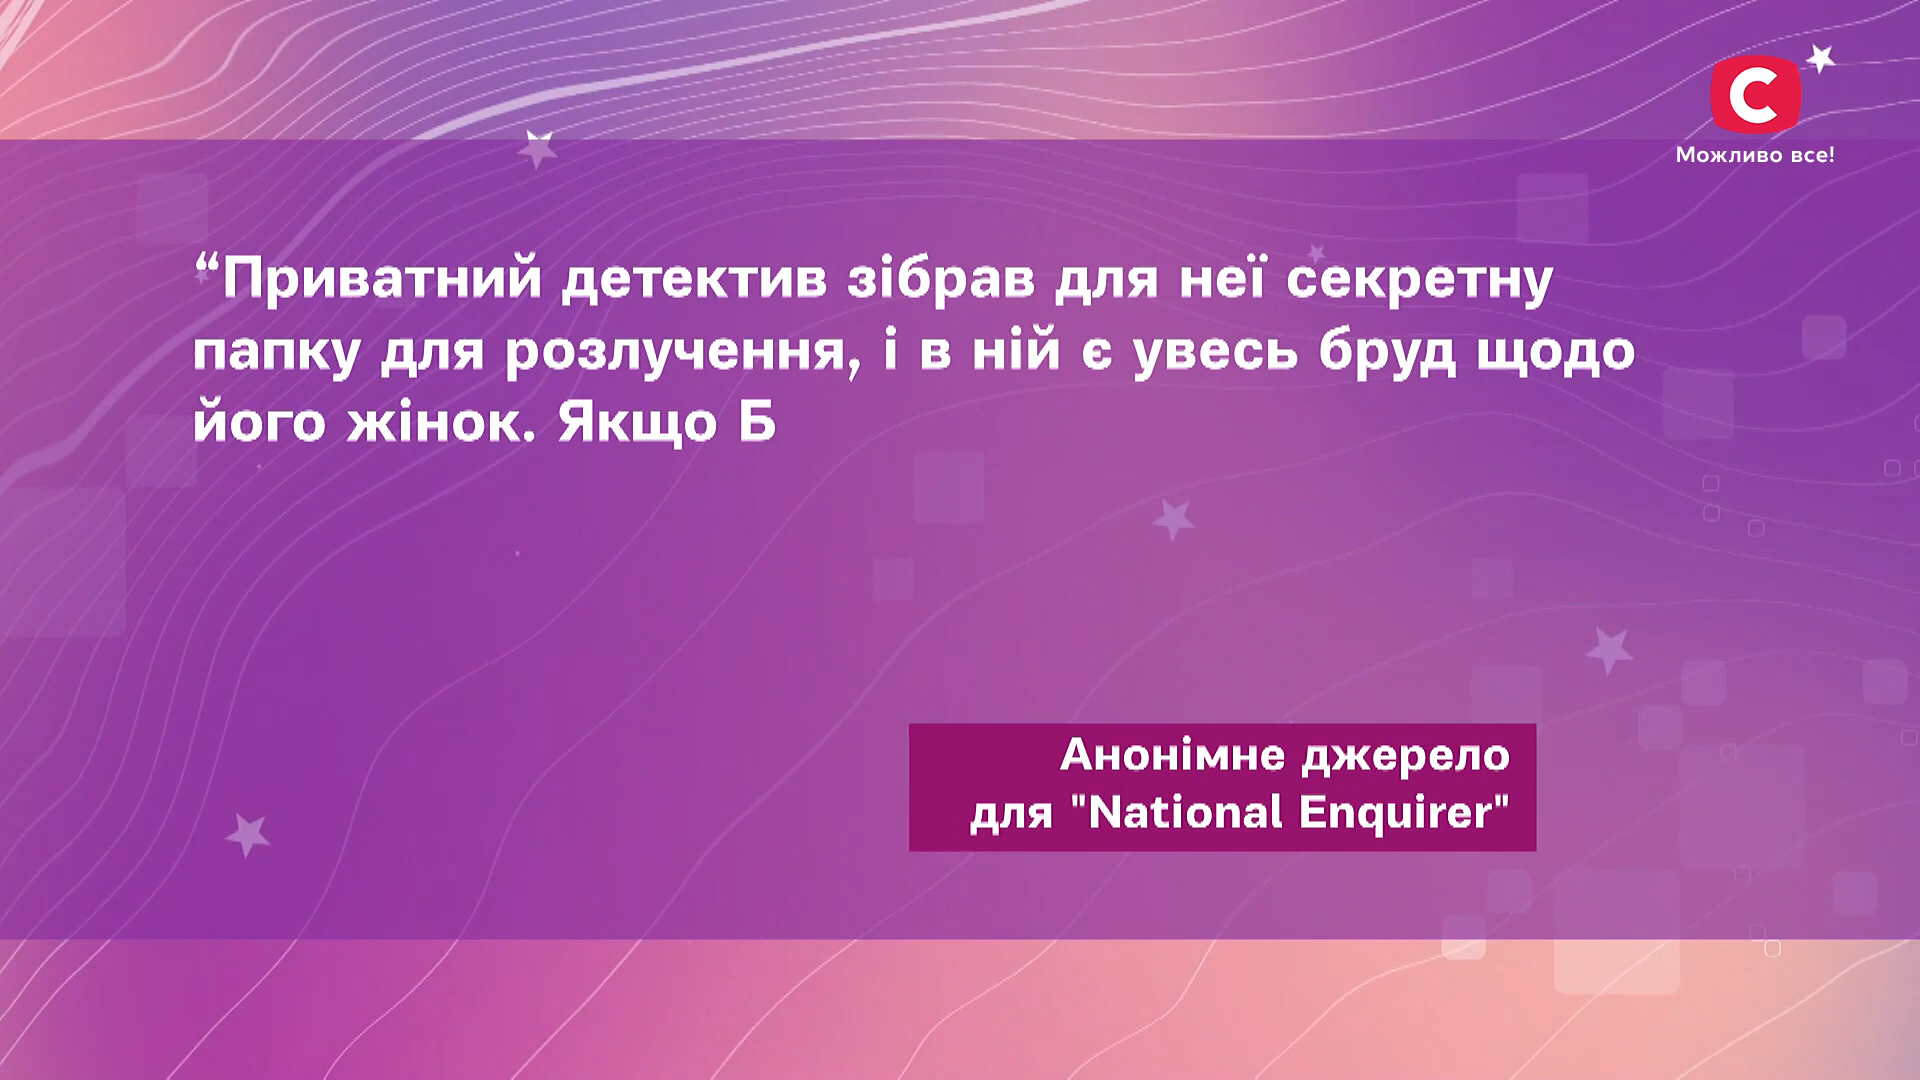 С
Можливо все!
“Приватний детектив зібрав для неї секретну
папку для розлучення, і в ній є увесь бруд щодо
його жінок. Якщо Б
Анонімне джерело
для "National Enquirer"